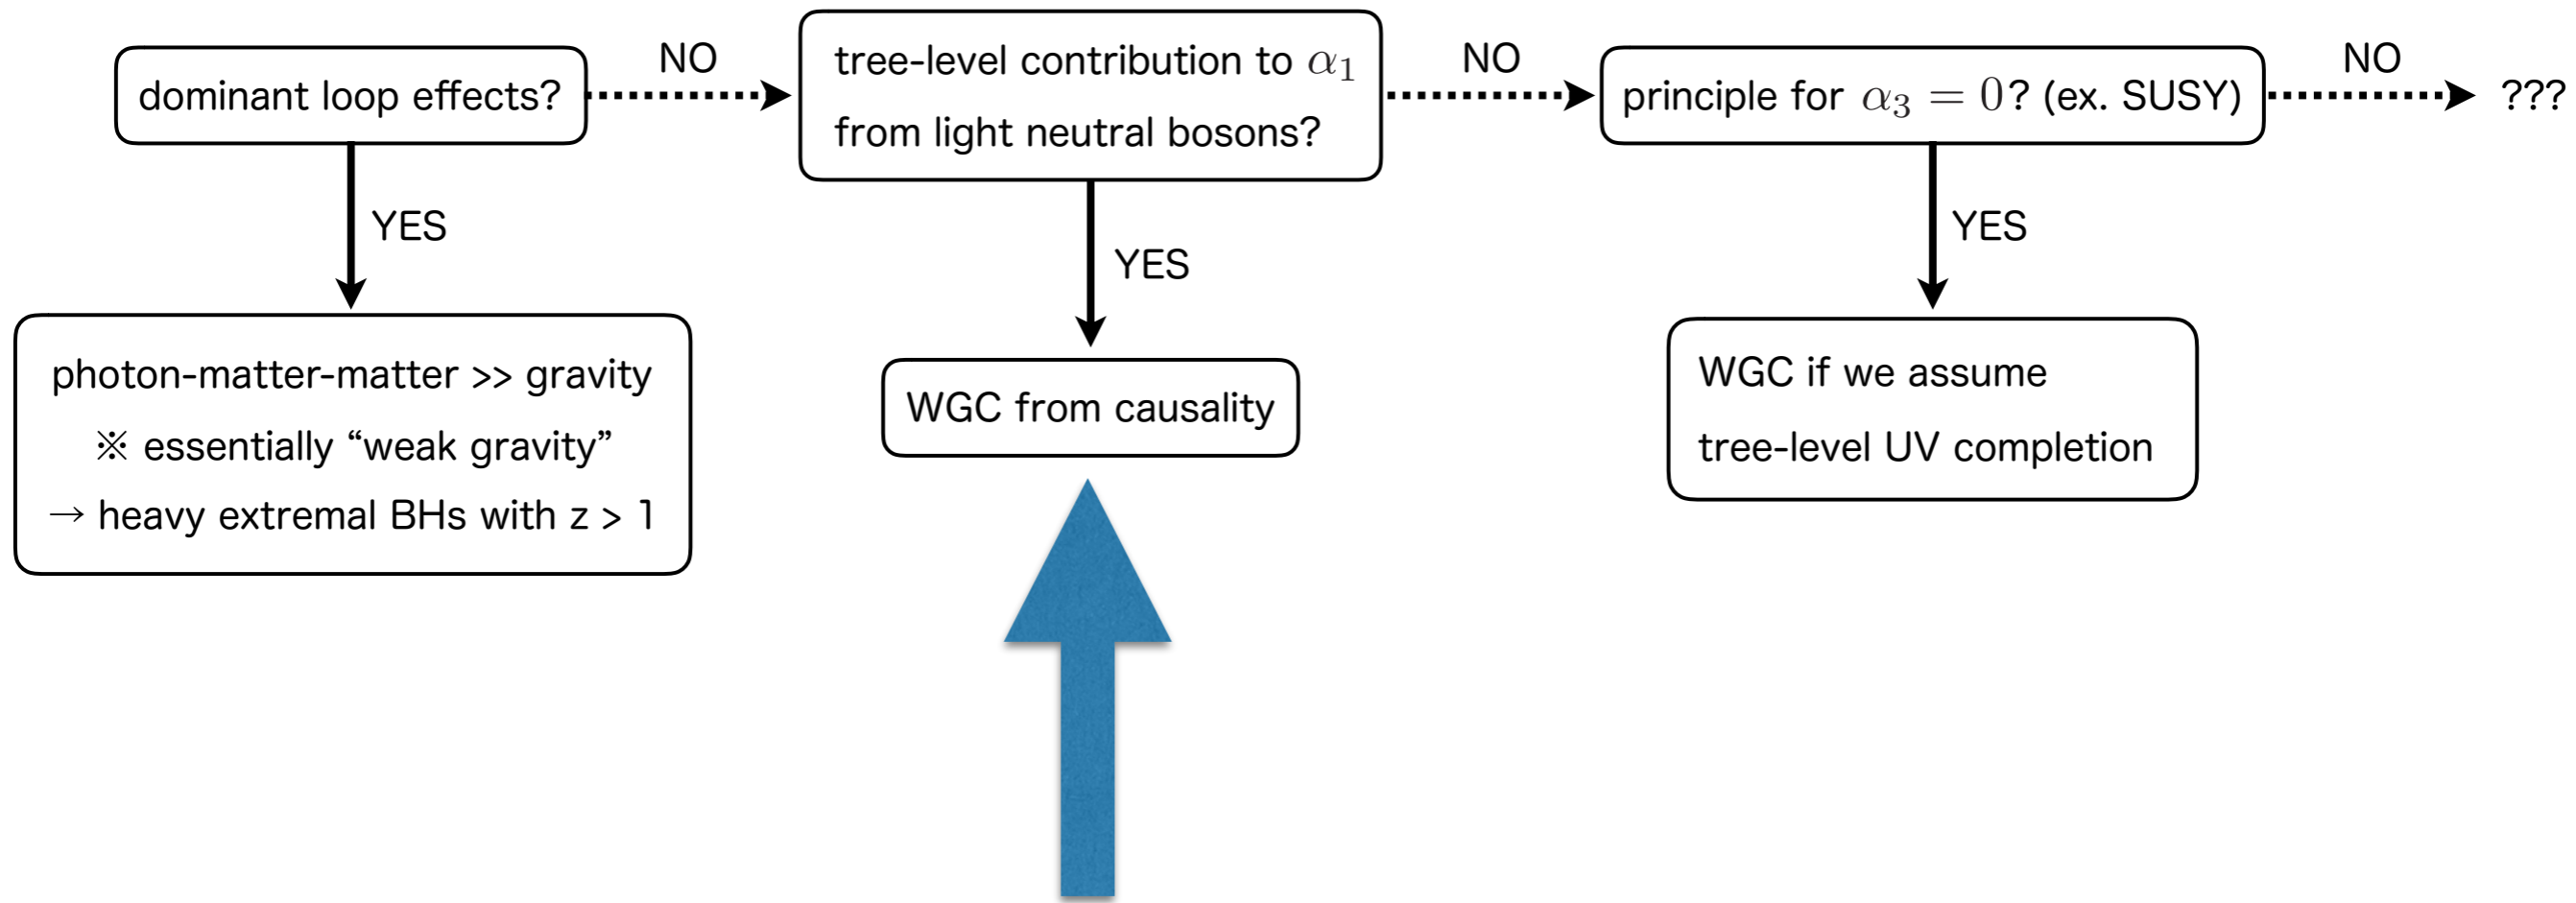 dominant loop effects?
NO
tree-level contribution to α₁
from light neutral bosons?
NO
principle for α₃ = 0? (ex. SUSY)
NO
???
YES
YES
YES
photon-matter-matter >> gravity
※ essentially “weak gravity”
→ heavy extremal BHs with z > 1
WGC from causality
WGC if we assume
tree-level UV completion